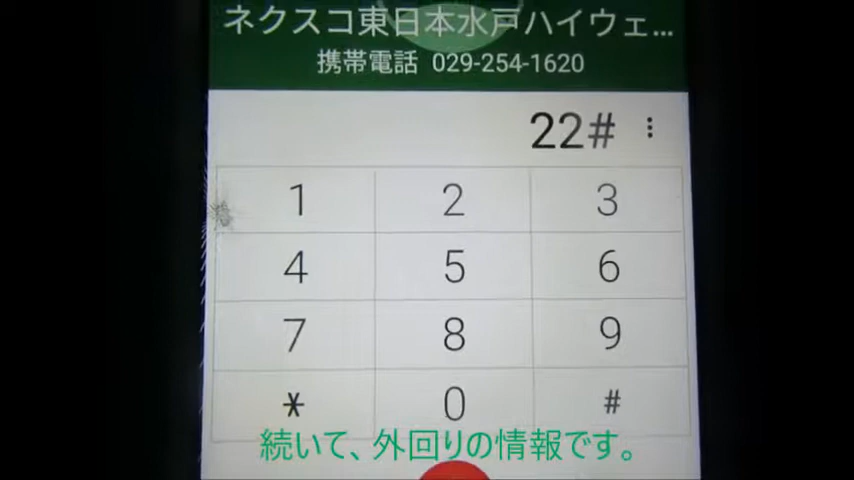 ネクスコ東日本水戸ハイウェ…
携帯電話 029-254-1620
22#
1 2 3
4 5 6
7 8 9
* 0 #
続いて、外回りの情報です。